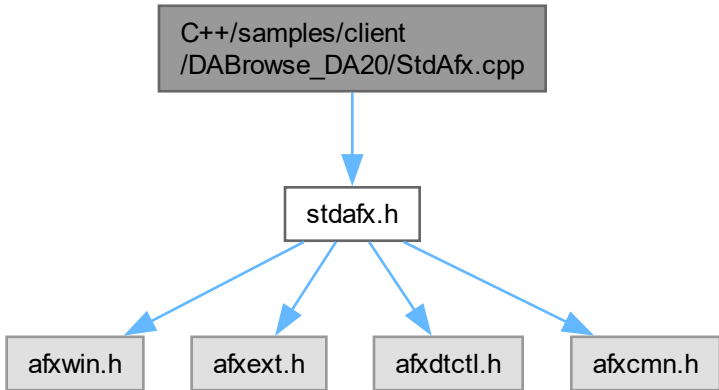 C++/samples/client
/DABrowse_DA20/StdAfx.cpp
stdafx.h
afxwin.h
afxext.h
afxdtctl.h
afxcmn.h